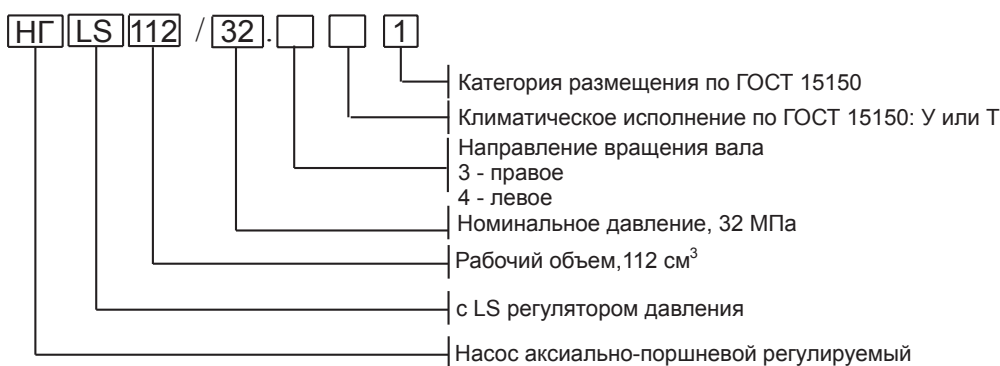 НГ LS 112 / 32 . 1
Категория размещения по ГОСТ 15150
Климатическое исполнение по ГОСТ 15150: У или Т
Направление вращения вала
3 - правое
4 - левое
Номинальное давление, 32 МПа
Рабочий объем,112 см³
с LS регулятором давления
Насос аксиально-поршневой регулируемый